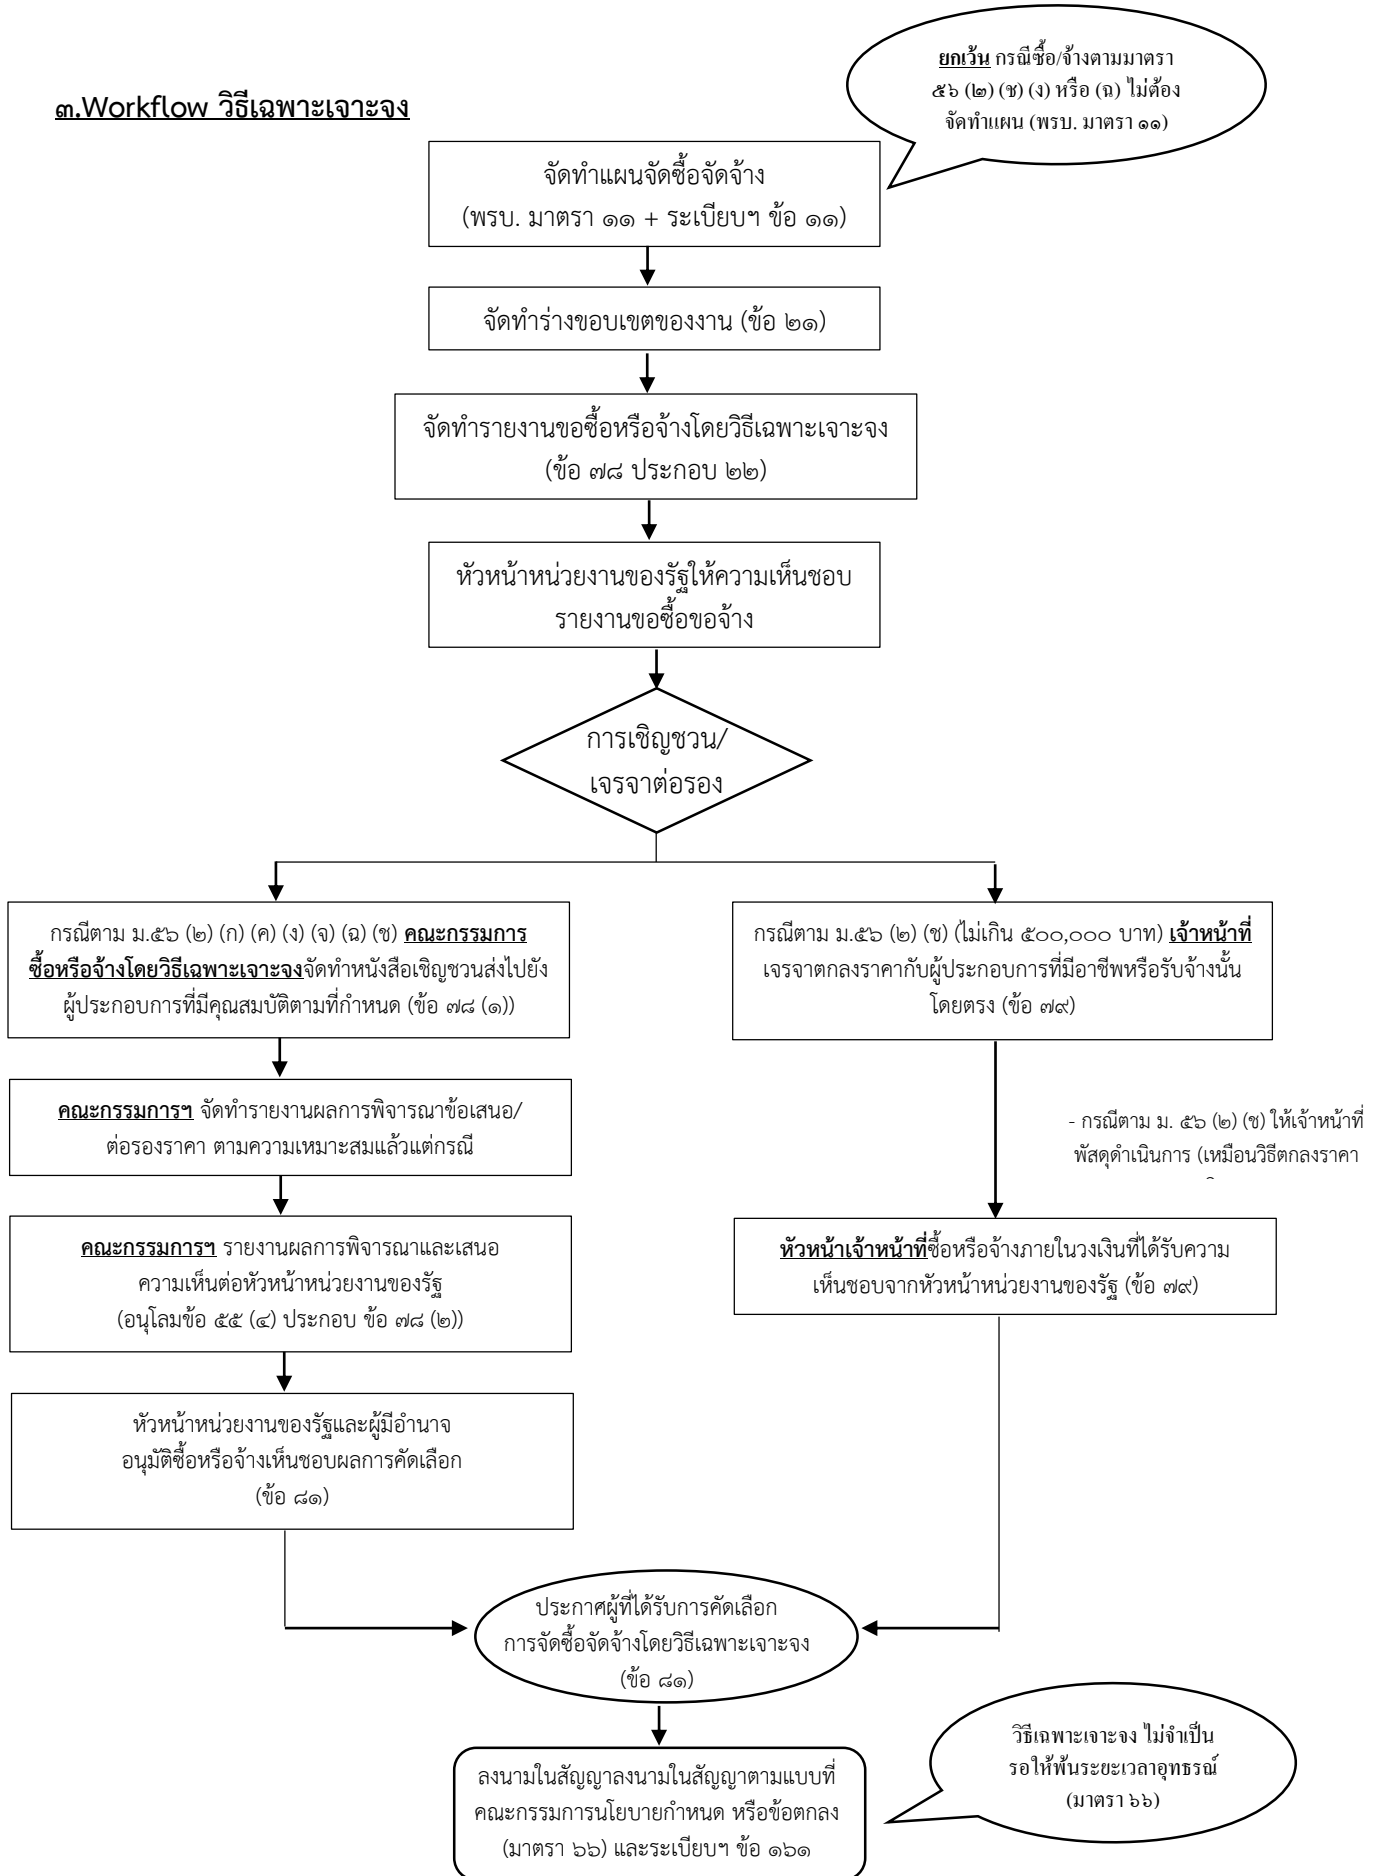 ยกเว้น กรณีซื้อ/จ้างตามมาตรา
๕๖ (๒) (ช) (ง) หรือ (ฉ) ไม่ต้อง
จัดทำแผน (พรบ. มาตรา ๑๑)
๓.Workflow วิธีเฉพาะเจาะจง
จัดทำแผนจัดซื้อจัดจ้าง
(พรบ. มาตรา ๑๑ + ระเบียบฯ ข้อ ๑๑)
จัดทำร่างขอบเขตของงาน (ข้อ ๒๑)
จัดทำรายงานขอซื้อหรือจ้างโดยวิธีเฉพาะเจาะจง
(ข้อ ๗๘ ประกอบ ๒๒)
หัวหน้าหน่วยงานของรัฐให้ความเห็นชอบ
รายงานขอซื้อขอจ้าง
การเชิญชวน/
เจรจาต่อรอง
กรณีตาม ม.๕๖ (๒) (ก) (ค) (ง) (จ) (ฉ) (ช) คณะกรรมการ
ซื้อหรือจ้างโดยวิธีเฉพาะเจาะจงจัดทำหนังสือเชิญชวนส่งไปยัง
ผู้ประกอบการที่มีคุณสมบัติตามที่กำหนด (ข้อ ๗๘ (๑))
กรณีตาม ม.๕๖ (๒) (ช) (ไม่เกิน ๕๐๐,๐๐๐ บาท) เจ้าหน้าที่
เจรจาตกลงราคากับผู้ประกอบการที่มีอาชีพหรือรับจ้างนั้น
โดยตรง (ข้อ ๗๙)
คณะกรรมการฯ จัดทำรายงานผลการพิจารณาข้อเสนอ/
ต่อรองราคา ตามความเหมาะสมแล้วแต่กรณี
- กรณีตาม ม. ๕๖ (๒) (ช) ให้เจ้าหน้าที่
พัสดุดำเนินการ (เหมือนวิธีตกลงราคา
คณะกรรมการฯ รายงานผลการพิจารณาและเสนอ
ความเห็นต่อหัวหน้าหน่วยงานของรัฐ
(อนุโลมข้อ ๕๕ (๔) ประกอบ ข้อ ๗๘ (๒))
หัวหน้าเจ้าหน้าที่ซื้อหรือจ้างภายในวงเงินที่ได้รับความ
เห็นชอบจากหัวหน้าหน่วยงานของรัฐ (ข้อ ๗๙)
หัวหน้าหน่วยงานของรัฐและผู้มีอำนาจ
อนุมัติซื้อหรือจ้างเห็นชอบผลการคัดเลือก
(ข้อ ๘๑)
ประกาศผู้ที่ได้รับการคัดเลือก
การจัดซื้อจัดจ้างโดยวิธีเฉพาะเจาะจง
(ข้อ ๘๑)
วิธีเฉพาะเจาะจง ไม่จำเป็น
รอให้พ้นระยะเวลาอุทธรณ์
(มาตรา ๖๖)
ลงนามในสัญญาลงนามในสัญญาตามแบบที่
คณะกรรมการนโยบายกำหนด หรือข้อตกลง
(มาตรา ๖๖) และระเบียบฯ ข้อ ๑๖๑